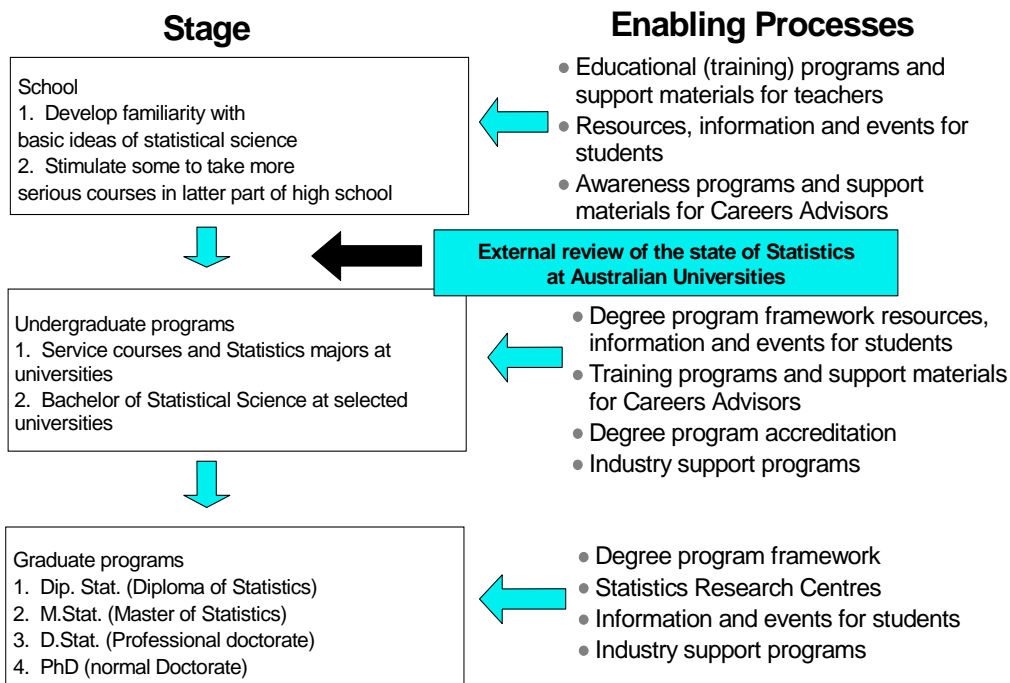 Stage
Enabling Processes
School
1. Develop familiarity with
basic ideas of statistical science
2. Stimulate some to take more
serious courses in latter part of high school
• Educational (training) programs and
support materials for teachers
• Resources, information and events for
students
• Awareness programs and support
materials for Careers Advisors
External review of the state of Statistics
at Australian Universities
Undergraduate programs
1. Service courses and Statistics majors at
universities
2. Bachelor of Statistical Science at selected
universities
• Degree program framework resources,
information and events for students
• Training programs and support materials
for Careers Advisors
• Degree program accreditation
• Industry support programs
Graduate programs
1. Dip. Stat. (Diploma of Statistics)
2. M.Stat. (Master of Statistics)
3. D.Stat. (Professional doctorate)
4. PhD (normal Doctorate)
• Degree program framework
• Statistics Research Centres
• Information and events for students
• Industry support programs